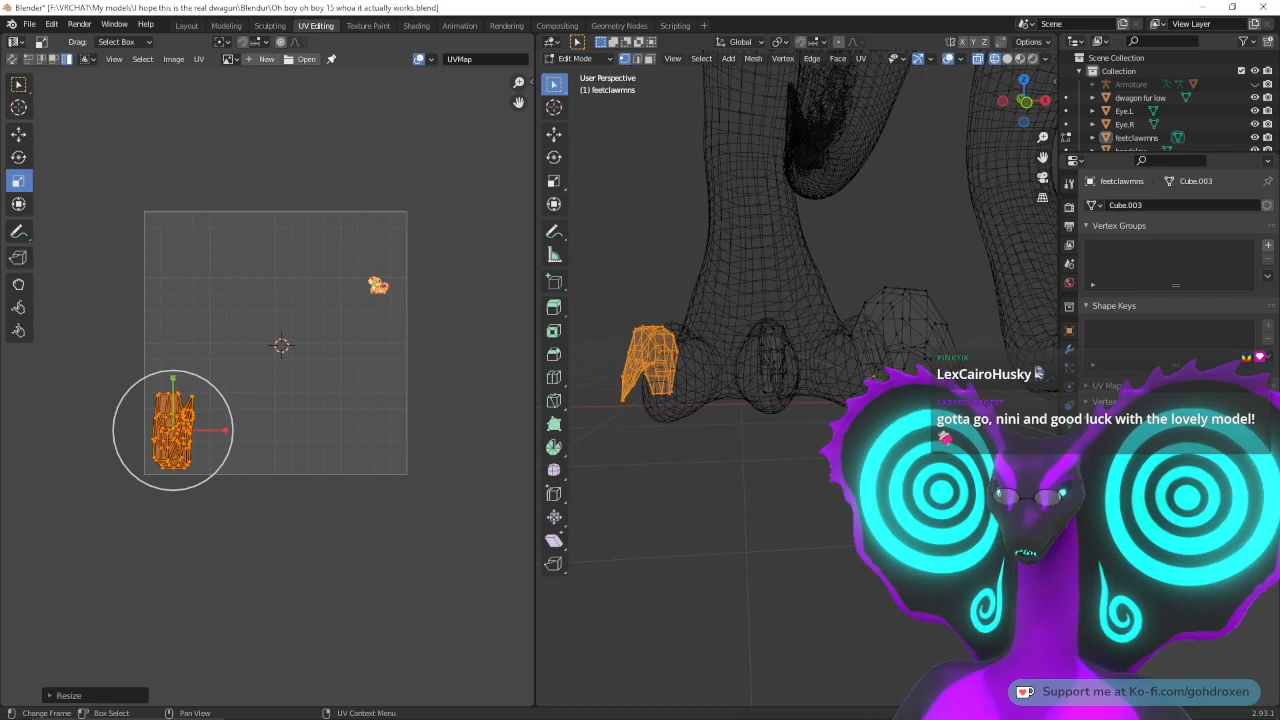 Blender* [F:\VRCHAT\My models\I hope this is the real dwagon\Blendur\Oh boy oh boy 15 whoa it actually works.blend]
File Edit Render Window Help Layout Modeling Sculpting UV Editing Texture Paint Shading Animation Rendering Compositing Geometry Nodes Scripting + Scene View Layer
Drag: Select Box Global X Y Z Options
View Select Image UV New Open UVMap Edit Mode View Select Add Mesh Vertex Edge Face UV
User Perspective
(1) feetclawmns
Scene Collection
Collection
Armature
dwagon fur low
Eye.L
Eye.R
feetclawmns
feetclawmns Cube.003
Cube.003
Vertex Groups
Shape Keys
UV Maps
PINKYIK
LexCairoHusky
gotta go, nini and good luck with the lovely model!
Support me at Ko-fi.com/gohdroxen
Resize
Change Frame Box Select Pan View UV Context Menu 2.93.1